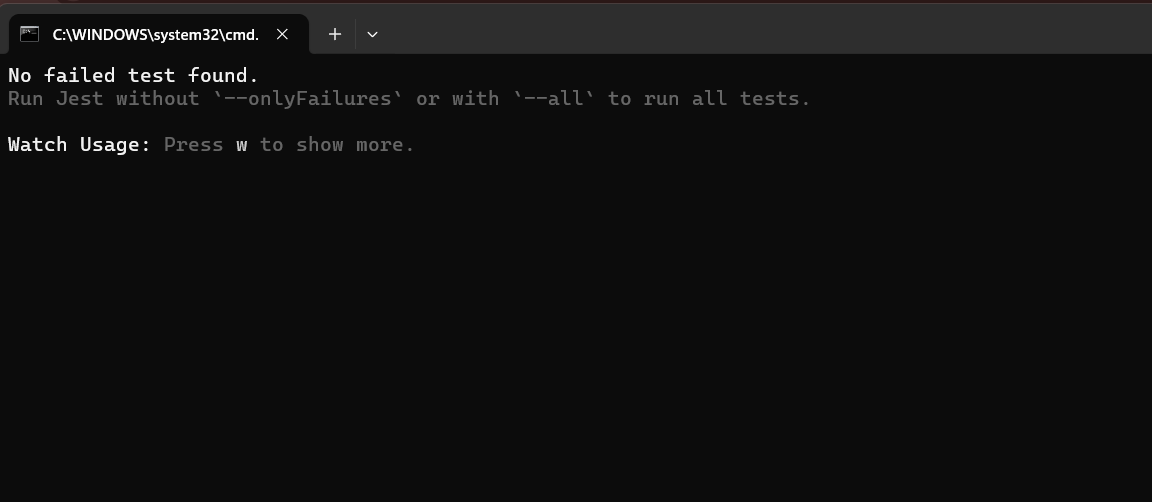 C:\WINDOWS\system32\cmd.
No failed test found.
Run Jest without `--onlyFailures` or with `--all` to run all tests.
Watch Usage: Press w to show more.